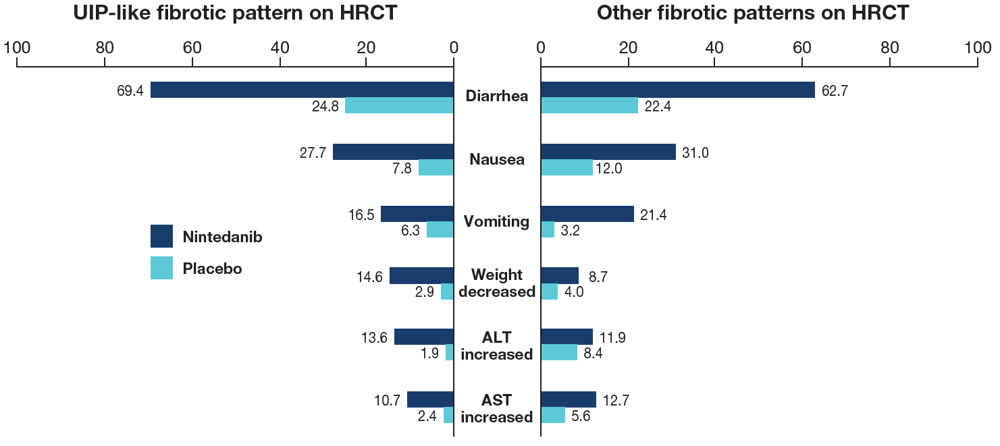 UIP-like fibrotic pattern on HRCT
Other fibrotic patterns on HRCT
100 80 60 40 20 0
0 20 40 60 80 100
69.4
24.8
Diarrhea
62.7
22.4
27.7
7.8
Nausea
31.0
12.0
16.5
6.3
Vomiting
21.4
3.2
Nintedanib
Placebo
14.6
2.9
Weight
decreased
8.7
4.0
13.6
1.9
ALT
increased
11.9
8.4
10.7
2.4
AST
increased
12.7
5.6